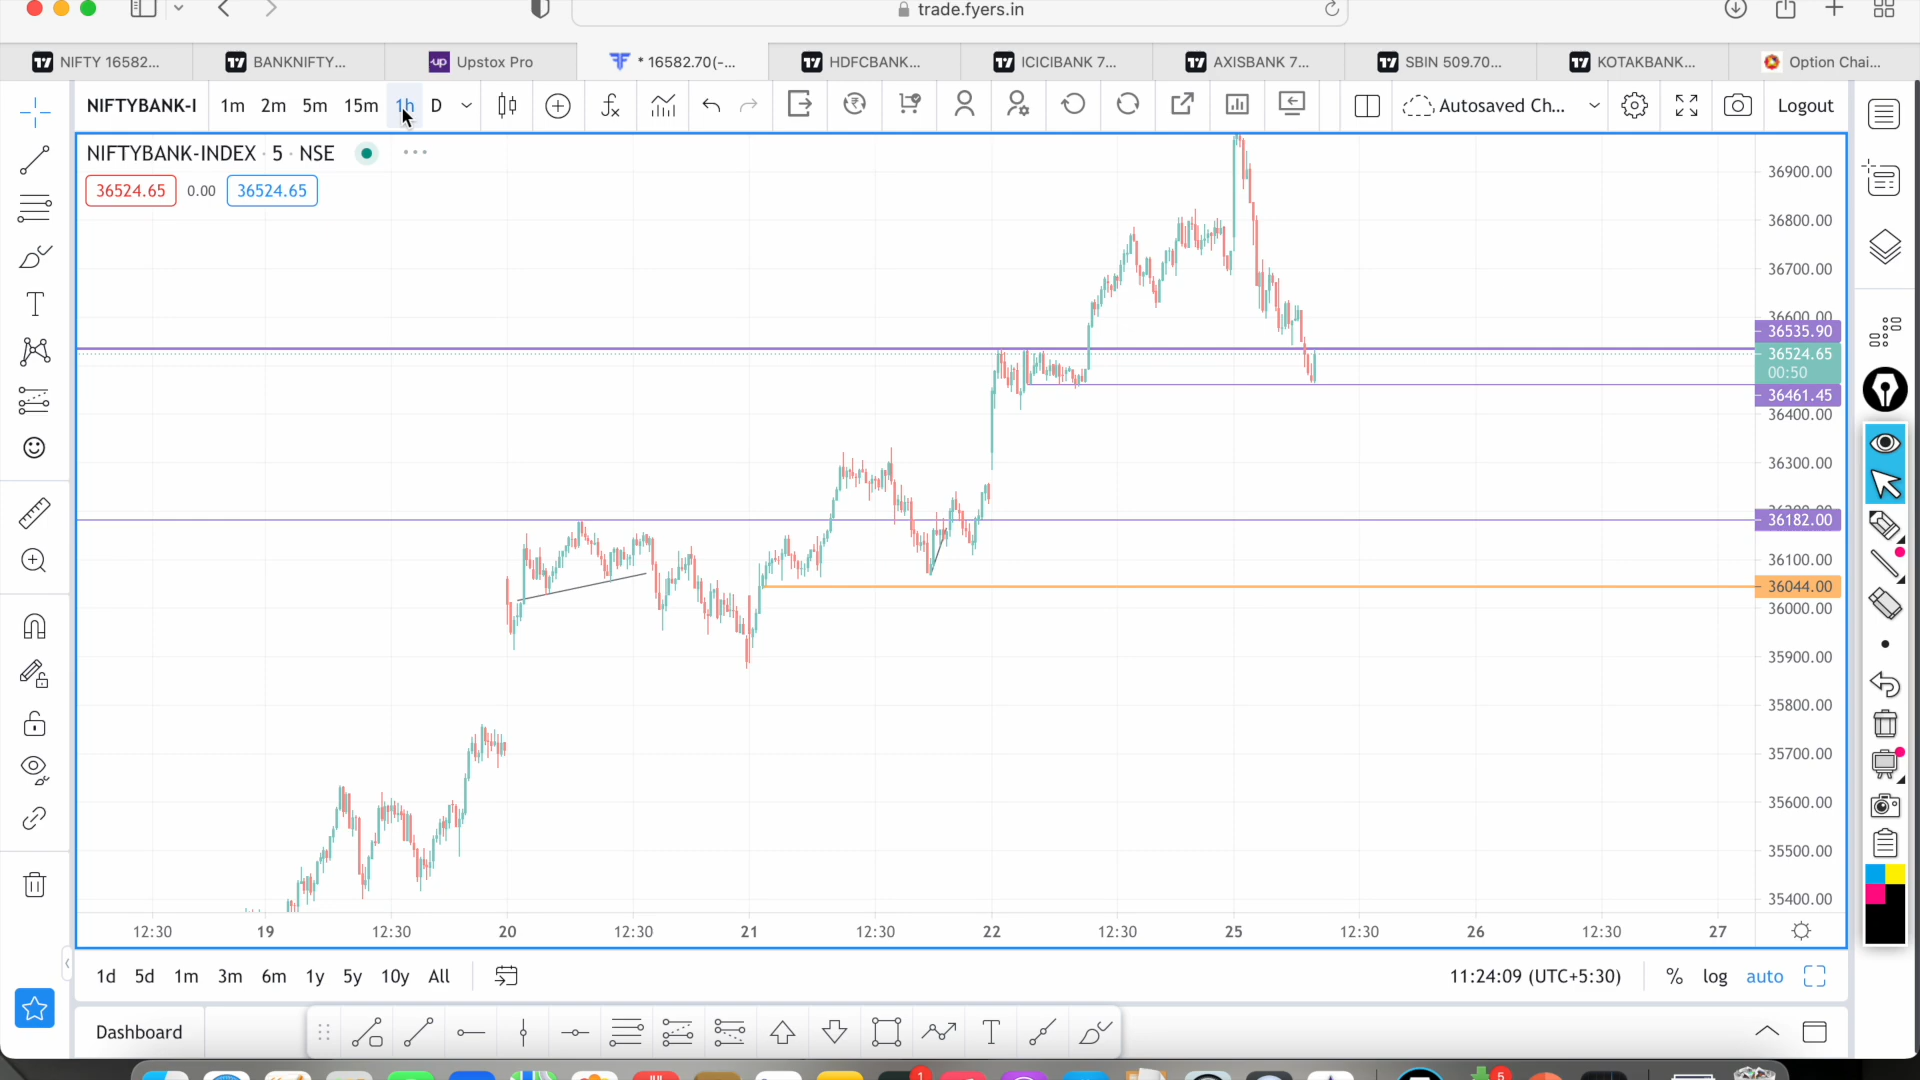 trade.fyers.in
NIFTY 16582... BANKNIFTY... Upstox Pro * 16582.70(-... HDFCBANK... ICICIBANK 7... AXISBANK 7... SBIN 509.70... KOTAKBANK... Option Chai...
NIFTYBANK-I 1m 2m 5m 15m 1h D Autosaved Ch... Logout
NIFTYBANK-INDEX · 5 · NSE
36524.65 0.00 36524.65
36900.00
36800.00
36700.00
36600.00
36535.90
36524.65
00:50
36461.45
36400.00
36300.00
36182.00
36100.00
36044.00
36000.00
35900.00
35800.00
35700.00
35600.00
35500.00
35400.00
12:30 19 12:30 20 12:30 21 12:30 22 12:30 25 12:30 26 12:30 27
1d 5d 1m 3m 6m 1y 5y 10y All 11:24:09 (UTC+5:30) % log auto
Dashboard
1 5